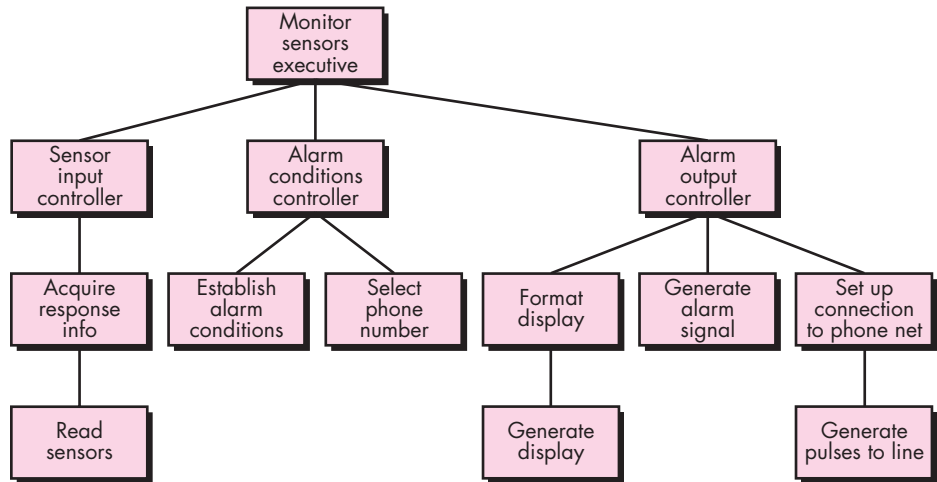 Monitor
sensors
executive
Sensor
input
controller
Alarm
conditions
controller
Alarm
output
controller
Acquire
response
info
Establish
alarm
conditions
Select
phone
number
Format
display
Generate
alarm
signal
Set up
connection
to phone net
Read
sensors
Generate
display
Generate
pulses to line